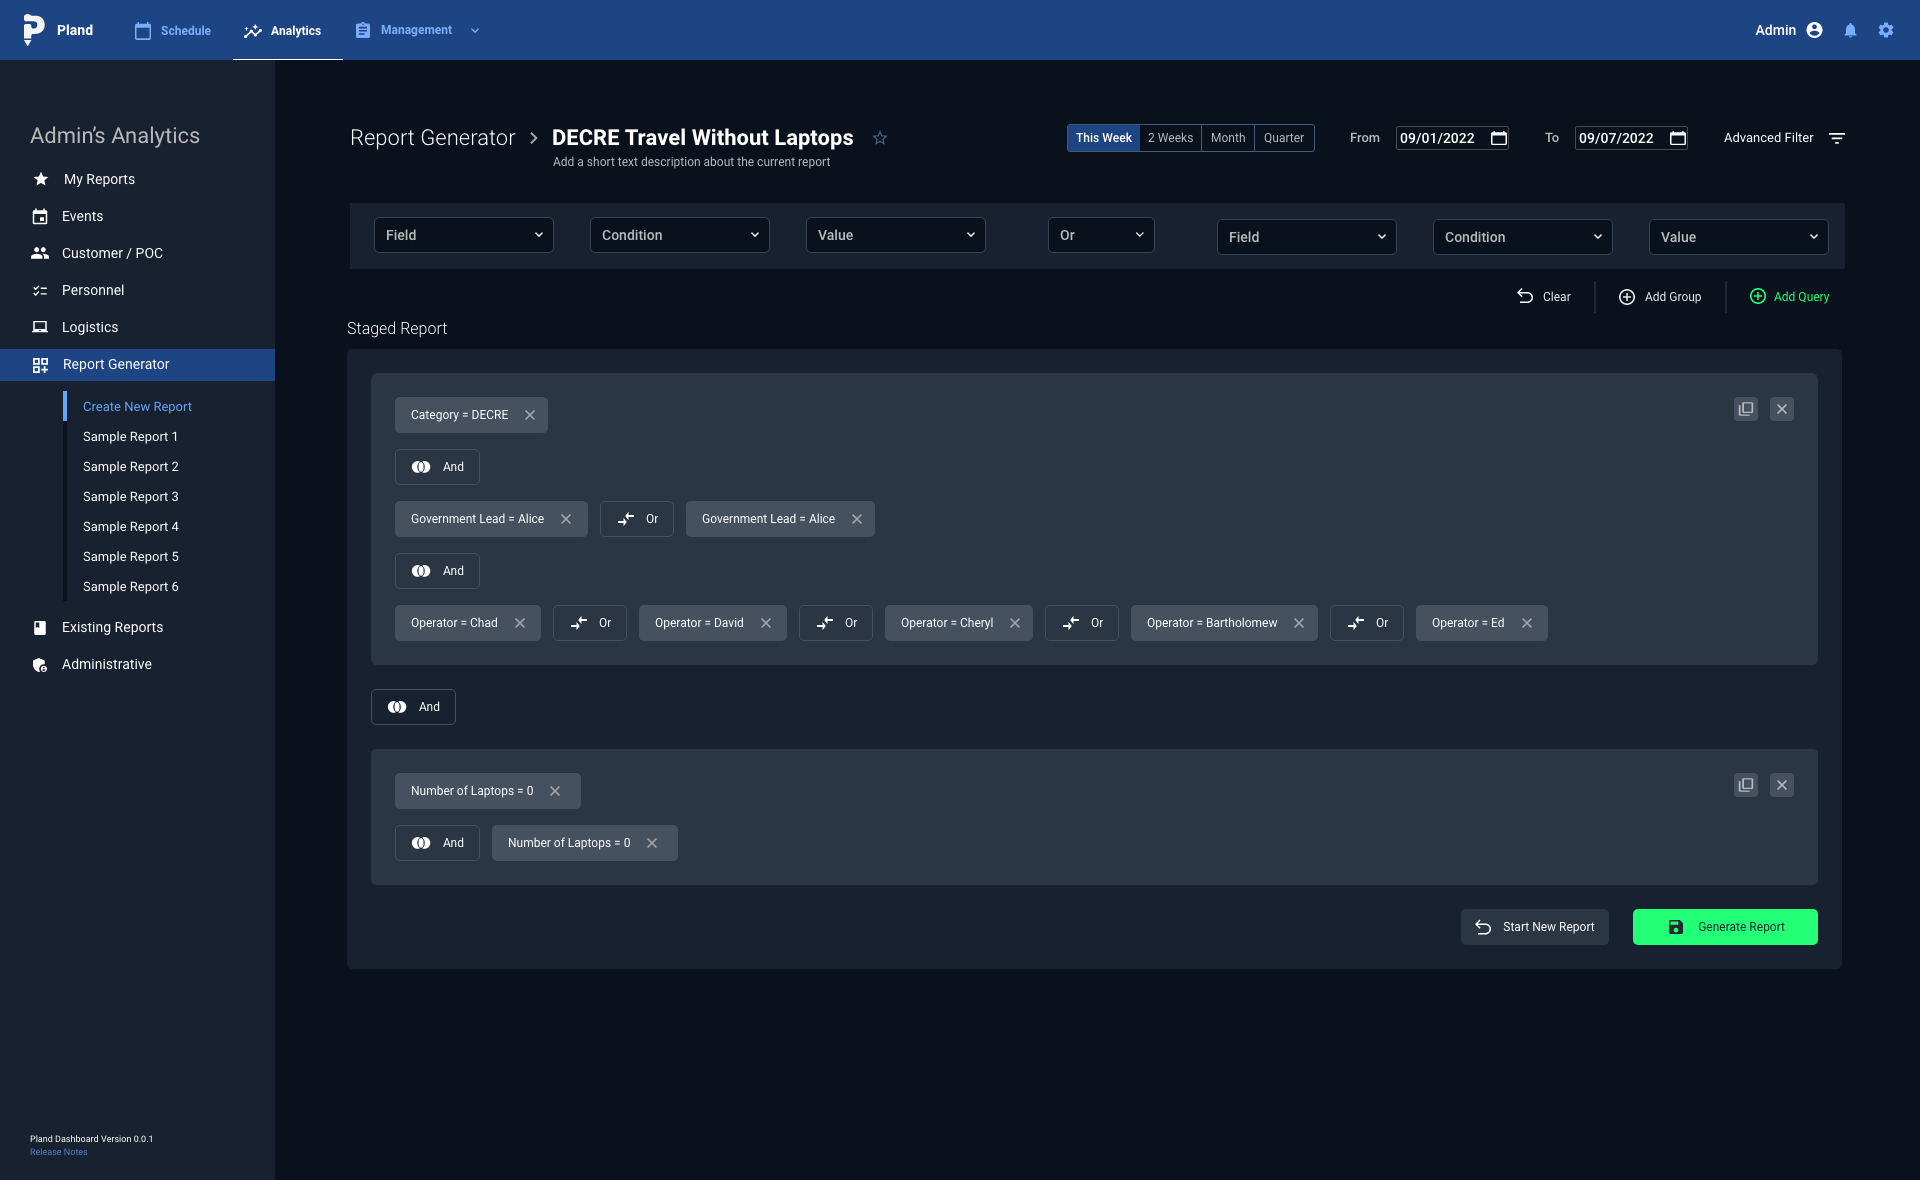 Pland
Schedule
Analytics
Management
Admin
Admin’s Analytics
My Reports
Events
Customer / POC
Personnel
Logistics
Report Generator
Create New Report
Sample Report 1
Sample Report 2
Sample Report 3
Sample Report 4
Sample Report 5
Sample Report 6
Existing Reports
Administrative
Pland Dashboard Version 0.0.1
Release Notes
Report Generator > DECRE Travel Without Laptops
Add a short text description about the current report
This Week 2 Weeks Month Quarter
From 09/01/2022 To 09/07/2022
Advanced Filter
Field Condition Value Or Field Condition Value
Clear Add Group Add Query
Staged Report
Category = DECRE
And
Government Lead = Alice Or Government Lead = Alice
And
Operator = Chad Or Operator = David Or Operator = Cheryl Or Operator = Bartholomew Or Operator = Ed
And
Number of Laptops = 0
And Number of Laptops = 0
Start New Report Generate Report